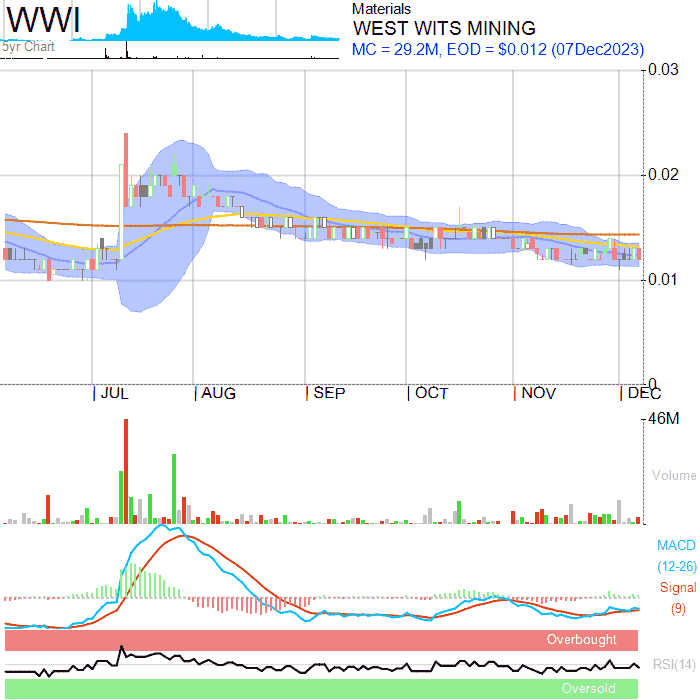 WWI
5yr Chart
Materials
WEST WITS MINING
MC = 29.2M, EOD = $0.012 (07Dec2023)
0.03
0.02
0.01
0
JUL AUG SEP OCT NOV DEC
46M
Volume
MACD
(12-26)
Signal
(9)
Overbought
RSI(14)
Oversold